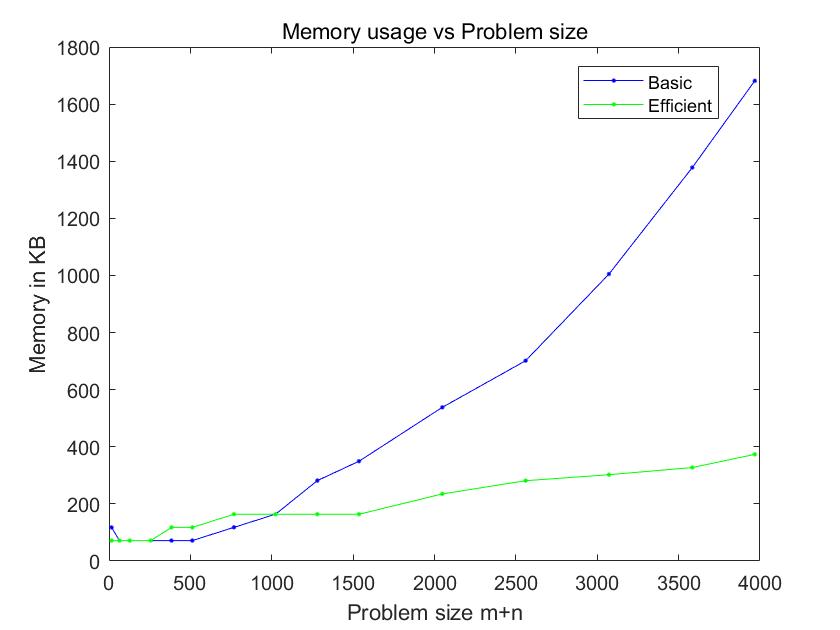 Memory usage vs Problem size
1800
1600
1400
1200
1000
800
600
400
200
0
Memory in KB
Basic
Efficient
0 500 1000 1500 2000 2500 3000 3500 4000
Problem size m+n